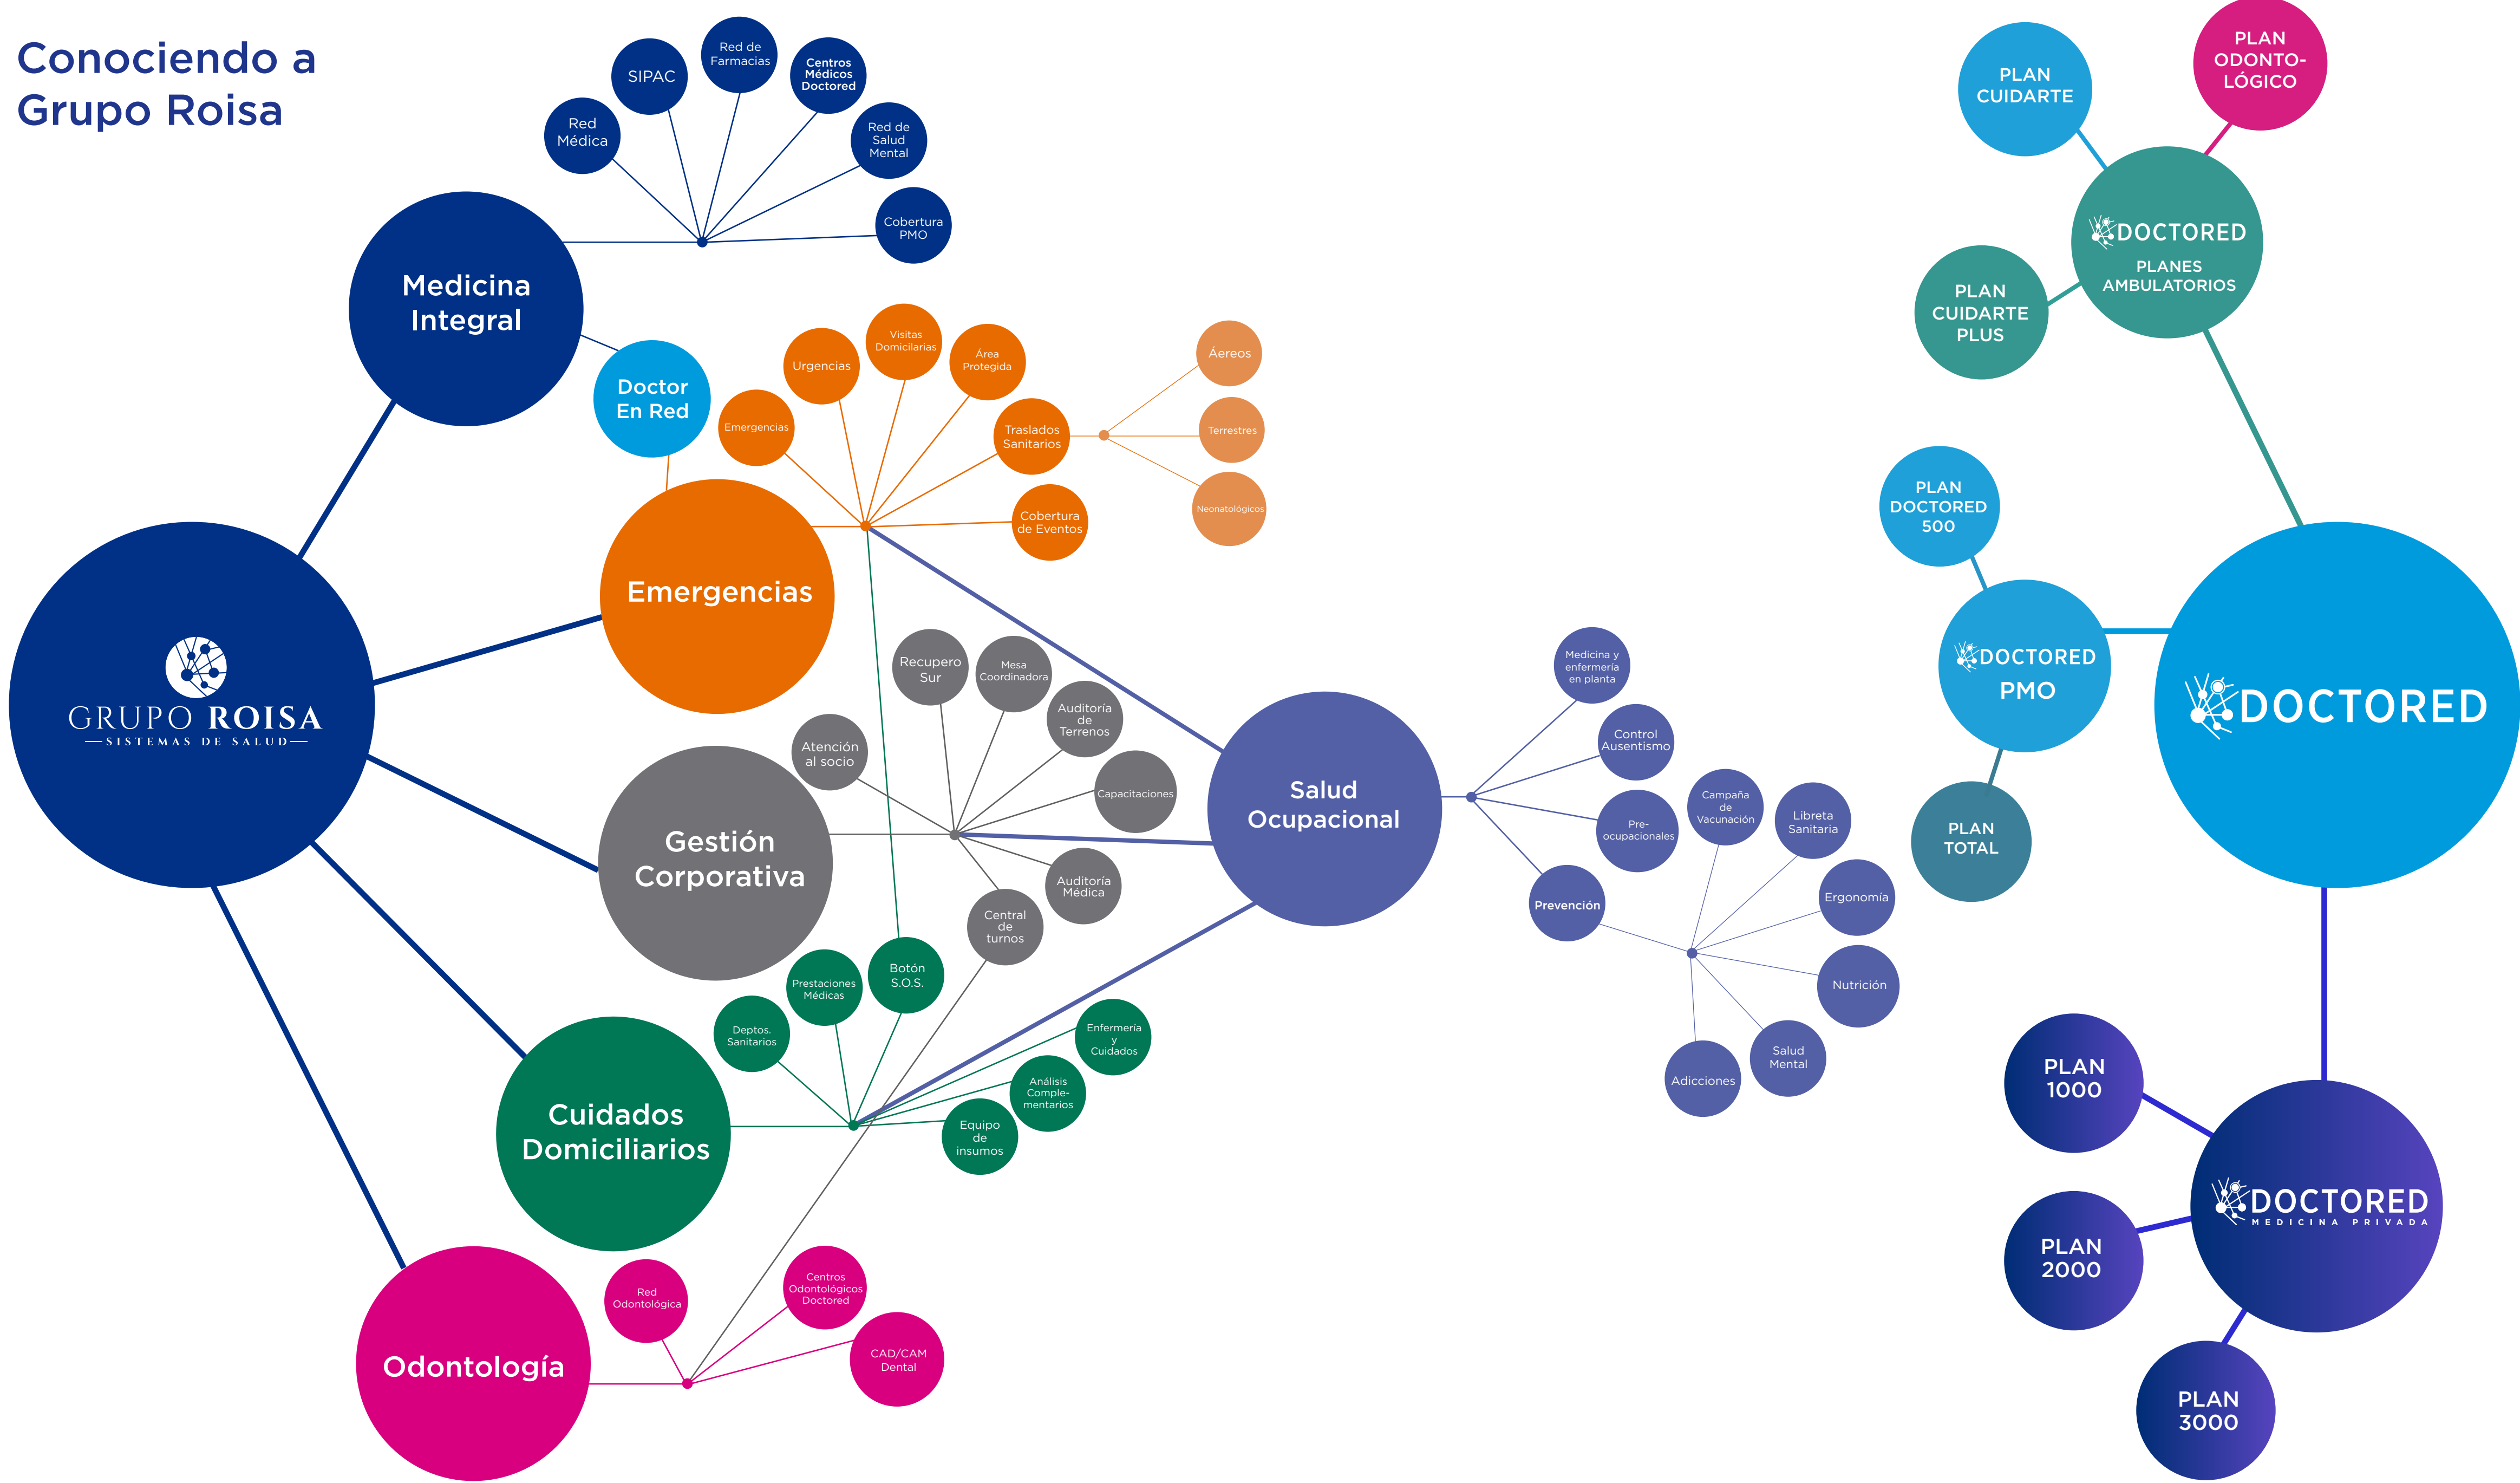 Conociendo a
Grupo Roisa
Red
Médica
SIPAC
Red de
Farmacias
Centros
Médicos
Doctored
Red de
Salud
Mental
Cobertura
PMO
Medicina
Integral
Doctor
En Red
Emergencias
Urgencias
Visitas
Domicilarias
Área
Protegida
Traslados
Sanitarios
Cobertura
de Eventos
Áereos
Terrestres
Neonatológicos
Emergencias
GRUPO ROISA
SISTEMAS DE SALUD
Atención
al socio
Recupero
Sur
Mesa
Coordinadora
Auditoría
de
Terrenos
Capacitaciones
Auditoría
Médica
Central
de
turnos
Gestión
Corporativa
Salud
Ocupacional
Medicina y
enfermería
en planta
Control
Ausentismo
Pre-
ocupacionales
Prevención
Campaña
de
Vacunación
Libreta
Sanitaria
Ergonomía
Nutrición
Salud
Mental
Adicciones
Deptos.
Sanitarios
Prestaciones
Médicas
Botón
S.O.S.
Enfermería
y
Cuidados
Análisis
Comple-
mentarios
Equipo
de
insumos
Cuidados
Domiciliarios
Red
Odontológica
Centros
Odontológicos
Doctored
CAD/CAM
Dental
Odontología
PLAN
CUIDARTE
PLAN
ODONTO-
LÓGICO
DOCTORED
PLANES
AMBULATORIOS
PLAN
CUIDARTE
PLUS
PLAN
DOCTORED
500
DOCTORED
PMO
PLAN
TOTAL
DOCTORED
PLAN
1000
PLAN
2000
DOCTORED
MEDICINA PRIVADA
PLAN
3000